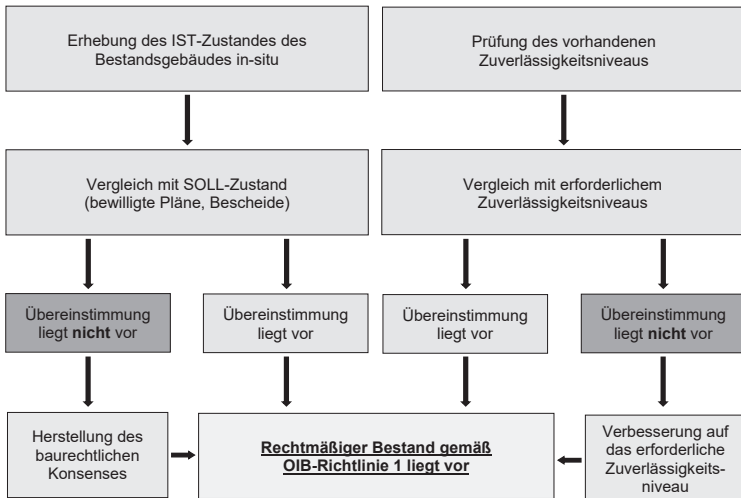 Erhebung des IST-Zustandes des
Bestandsgebäudes in-situ
Prüfung des vorhandenen
Zuverlässigkeitsniveaus
Vergleich mit SOLL-Zustand
(bewilligte Pläne, Bescheide)
Vergleich mit erforderlichem
Zuverlässigkeitsniveaus
Übereinstimmung
liegt nicht vor
Übereinstimmung
liegt vor
Übereinstimmung
liegt vor
Übereinstimmung
liegt nicht vor
Herstellung des
baurechtlichen
Konsenses
Rechtmäßiger Bestand gemäß
OIB-Richtlinie 1 liegt vor
Verbesserung auf
das erforderliche
Zuverlässigkeits-
niveau